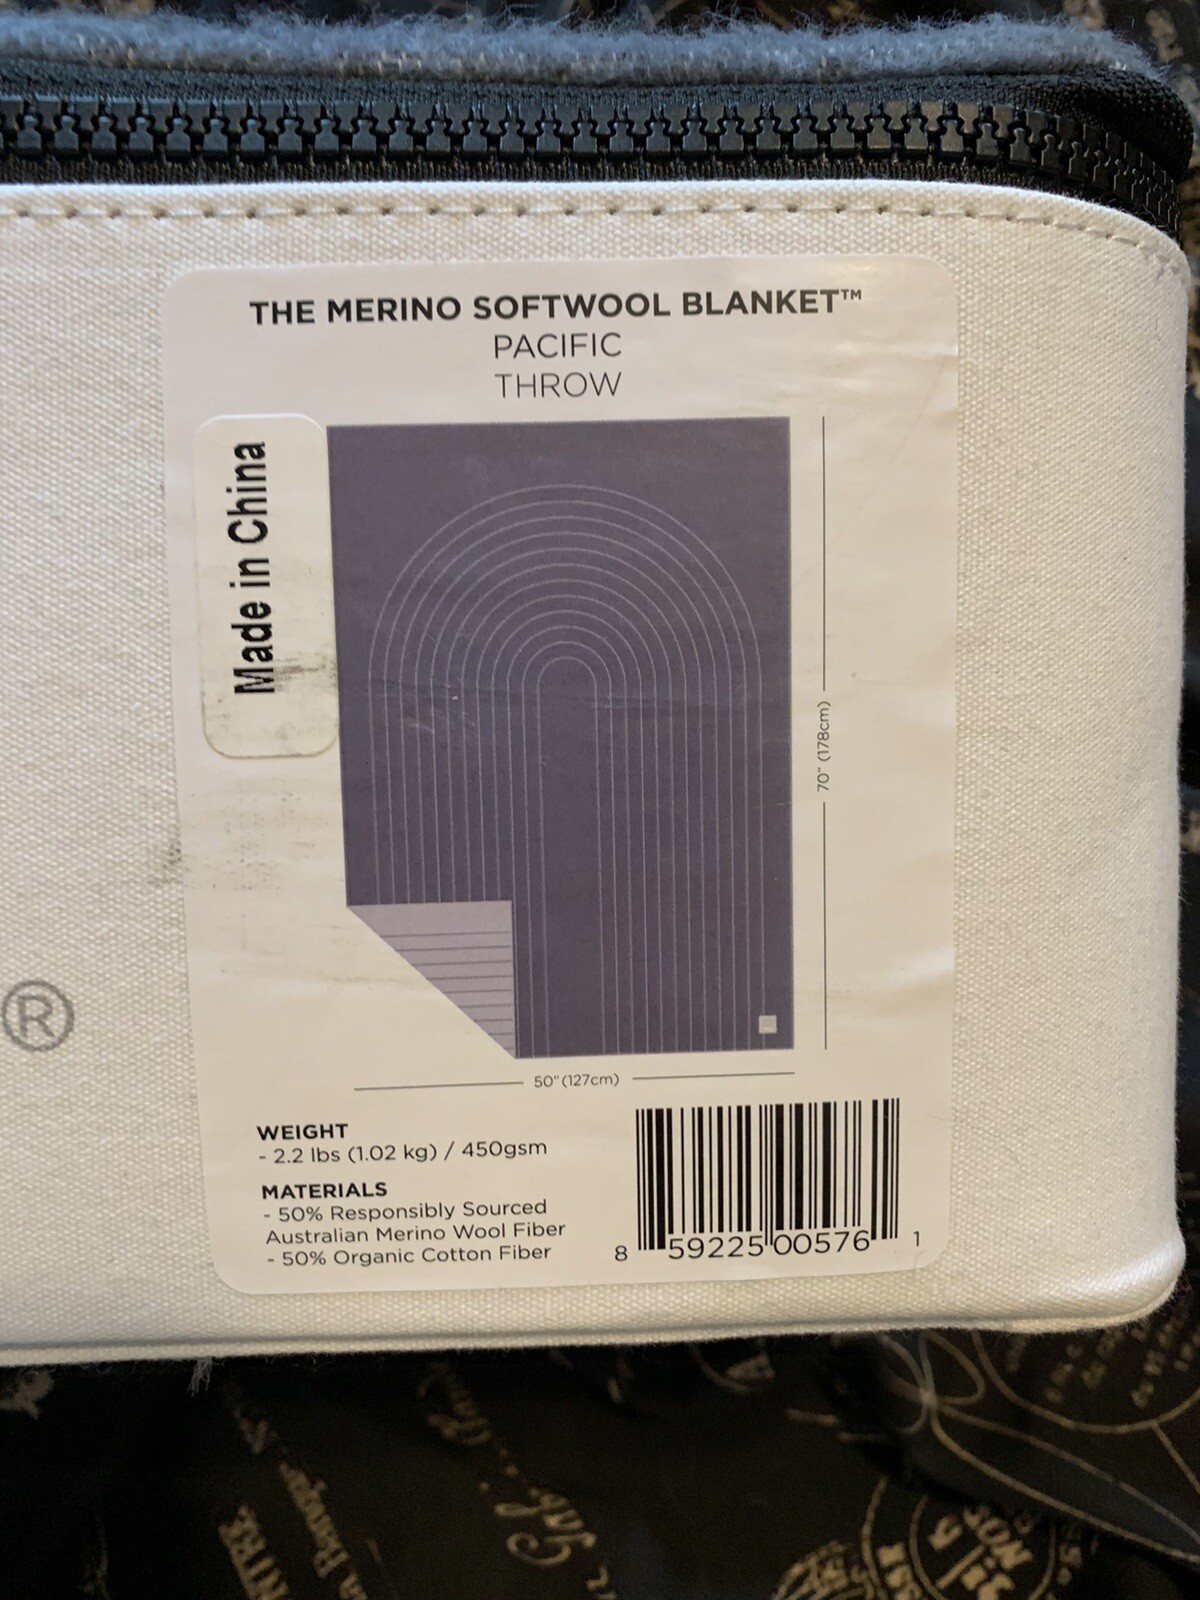 THE MERINO SOFTWOOL BLANKET™
PACIFIC
THROW
Made in China
70" (178cm)
50" (127cm)
®
WEIGHT
- 2.2 lbs (1.02 kg) / 450gsm
MATERIALS
- 50% Responsibly Sourced
Australian Merino Wool Fiber
- 50% Organic Cotton Fiber
8 59225 00576 1